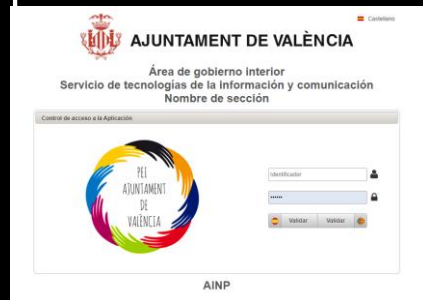 Castellano
AJUNTAMENT DE VALÈNCIA
Área de gobierno interior
Servicio de tecnologías de la información y comunicación
Nombre de sección
Control de acceso a la Aplicación
PEI
AJUNTAMENT
DE
VALÈNCIA
Identificador
••••••
Validar Validar
AINP